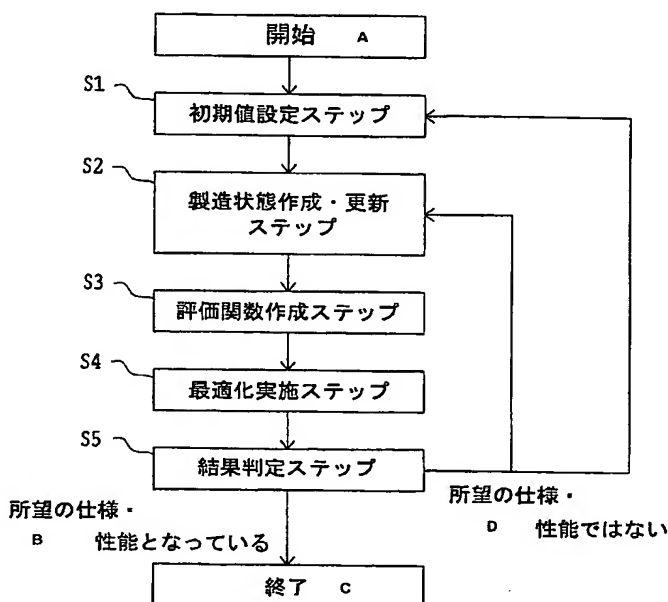 開始 A
S1
初期値設定ステップ
S2
製造状態作成・更新
ステップ
S3
評価関数作成ステップ
S4
最適化実施ステップ
S5
結果判定ステップ
所望の仕様・
B 性能となっている
所望の仕様・
D 性能ではない
終了 C